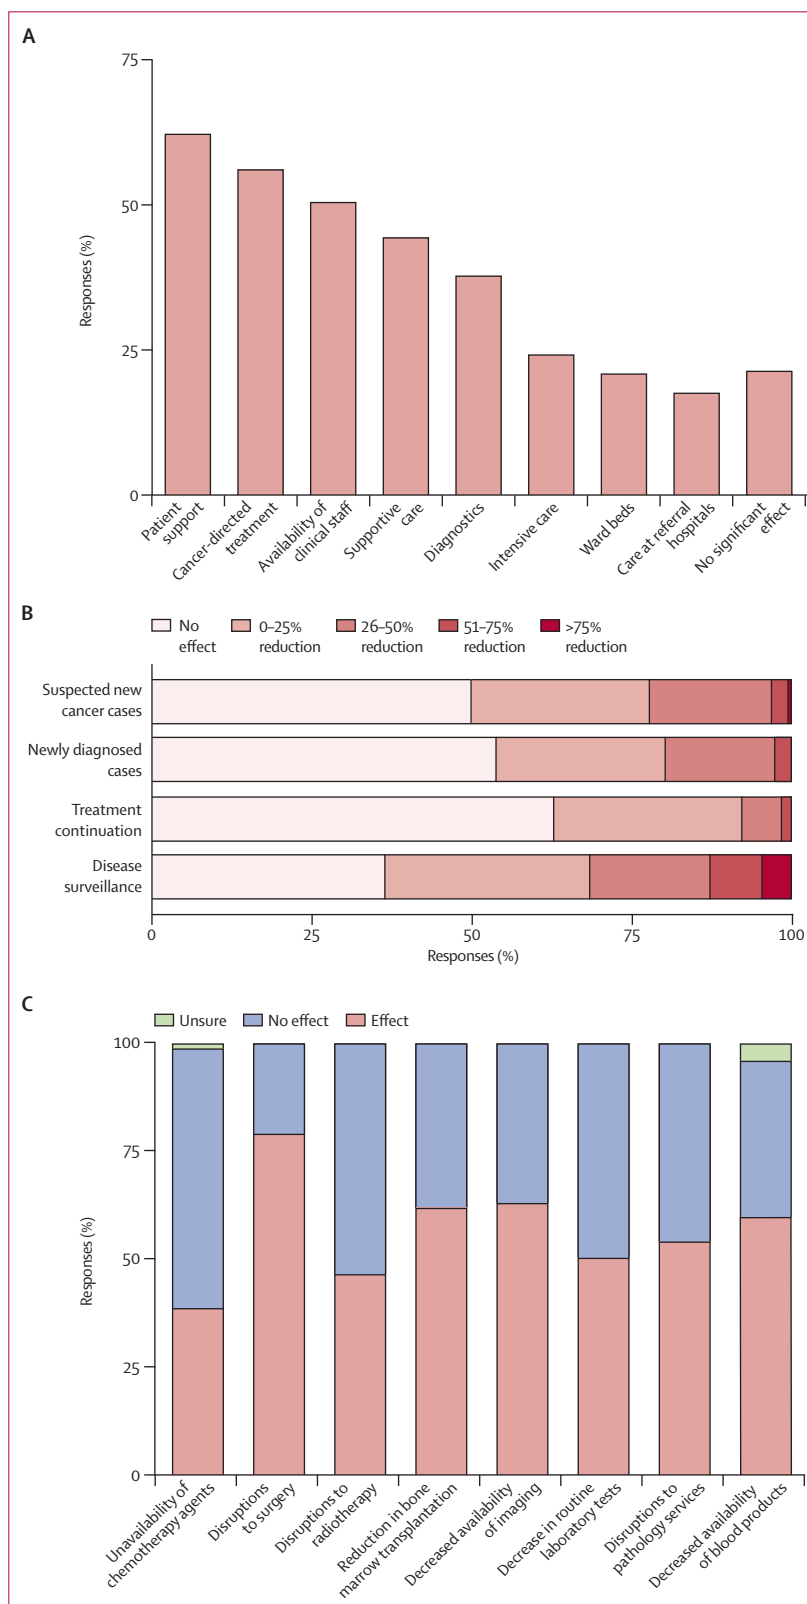 A
75
50
25
0
Responses (%)
Patient
support
Cancer-directed
treatment
Availability of
clinical staff
Supportive
care
Diagnostics
Intensive care
Ward beds
Care at referral
hospitals
No significant
effect
B
No
effect
0–25%
reduction
26–50%
reduction
51–75%
reduction
>75%
reduction
Suspected new
cancer cases
Newly diagnosed
cases
Treatment
continuation
Disease
surveillance
0
25
50
75
100
Responses (%)
C
Unsure
No effect
Effect
100
75
50
25
0
Responses (%)
Unavailability of
chemotherapy agents
Disruptions
to surgery
Disruptions to
radiotherapy
Reduction in bone
marrow transplantation
Decreased availability
of imaging
Decrease in routine
laboratory tests
Disruptions to
pathology services
Decreased availability
of blood products